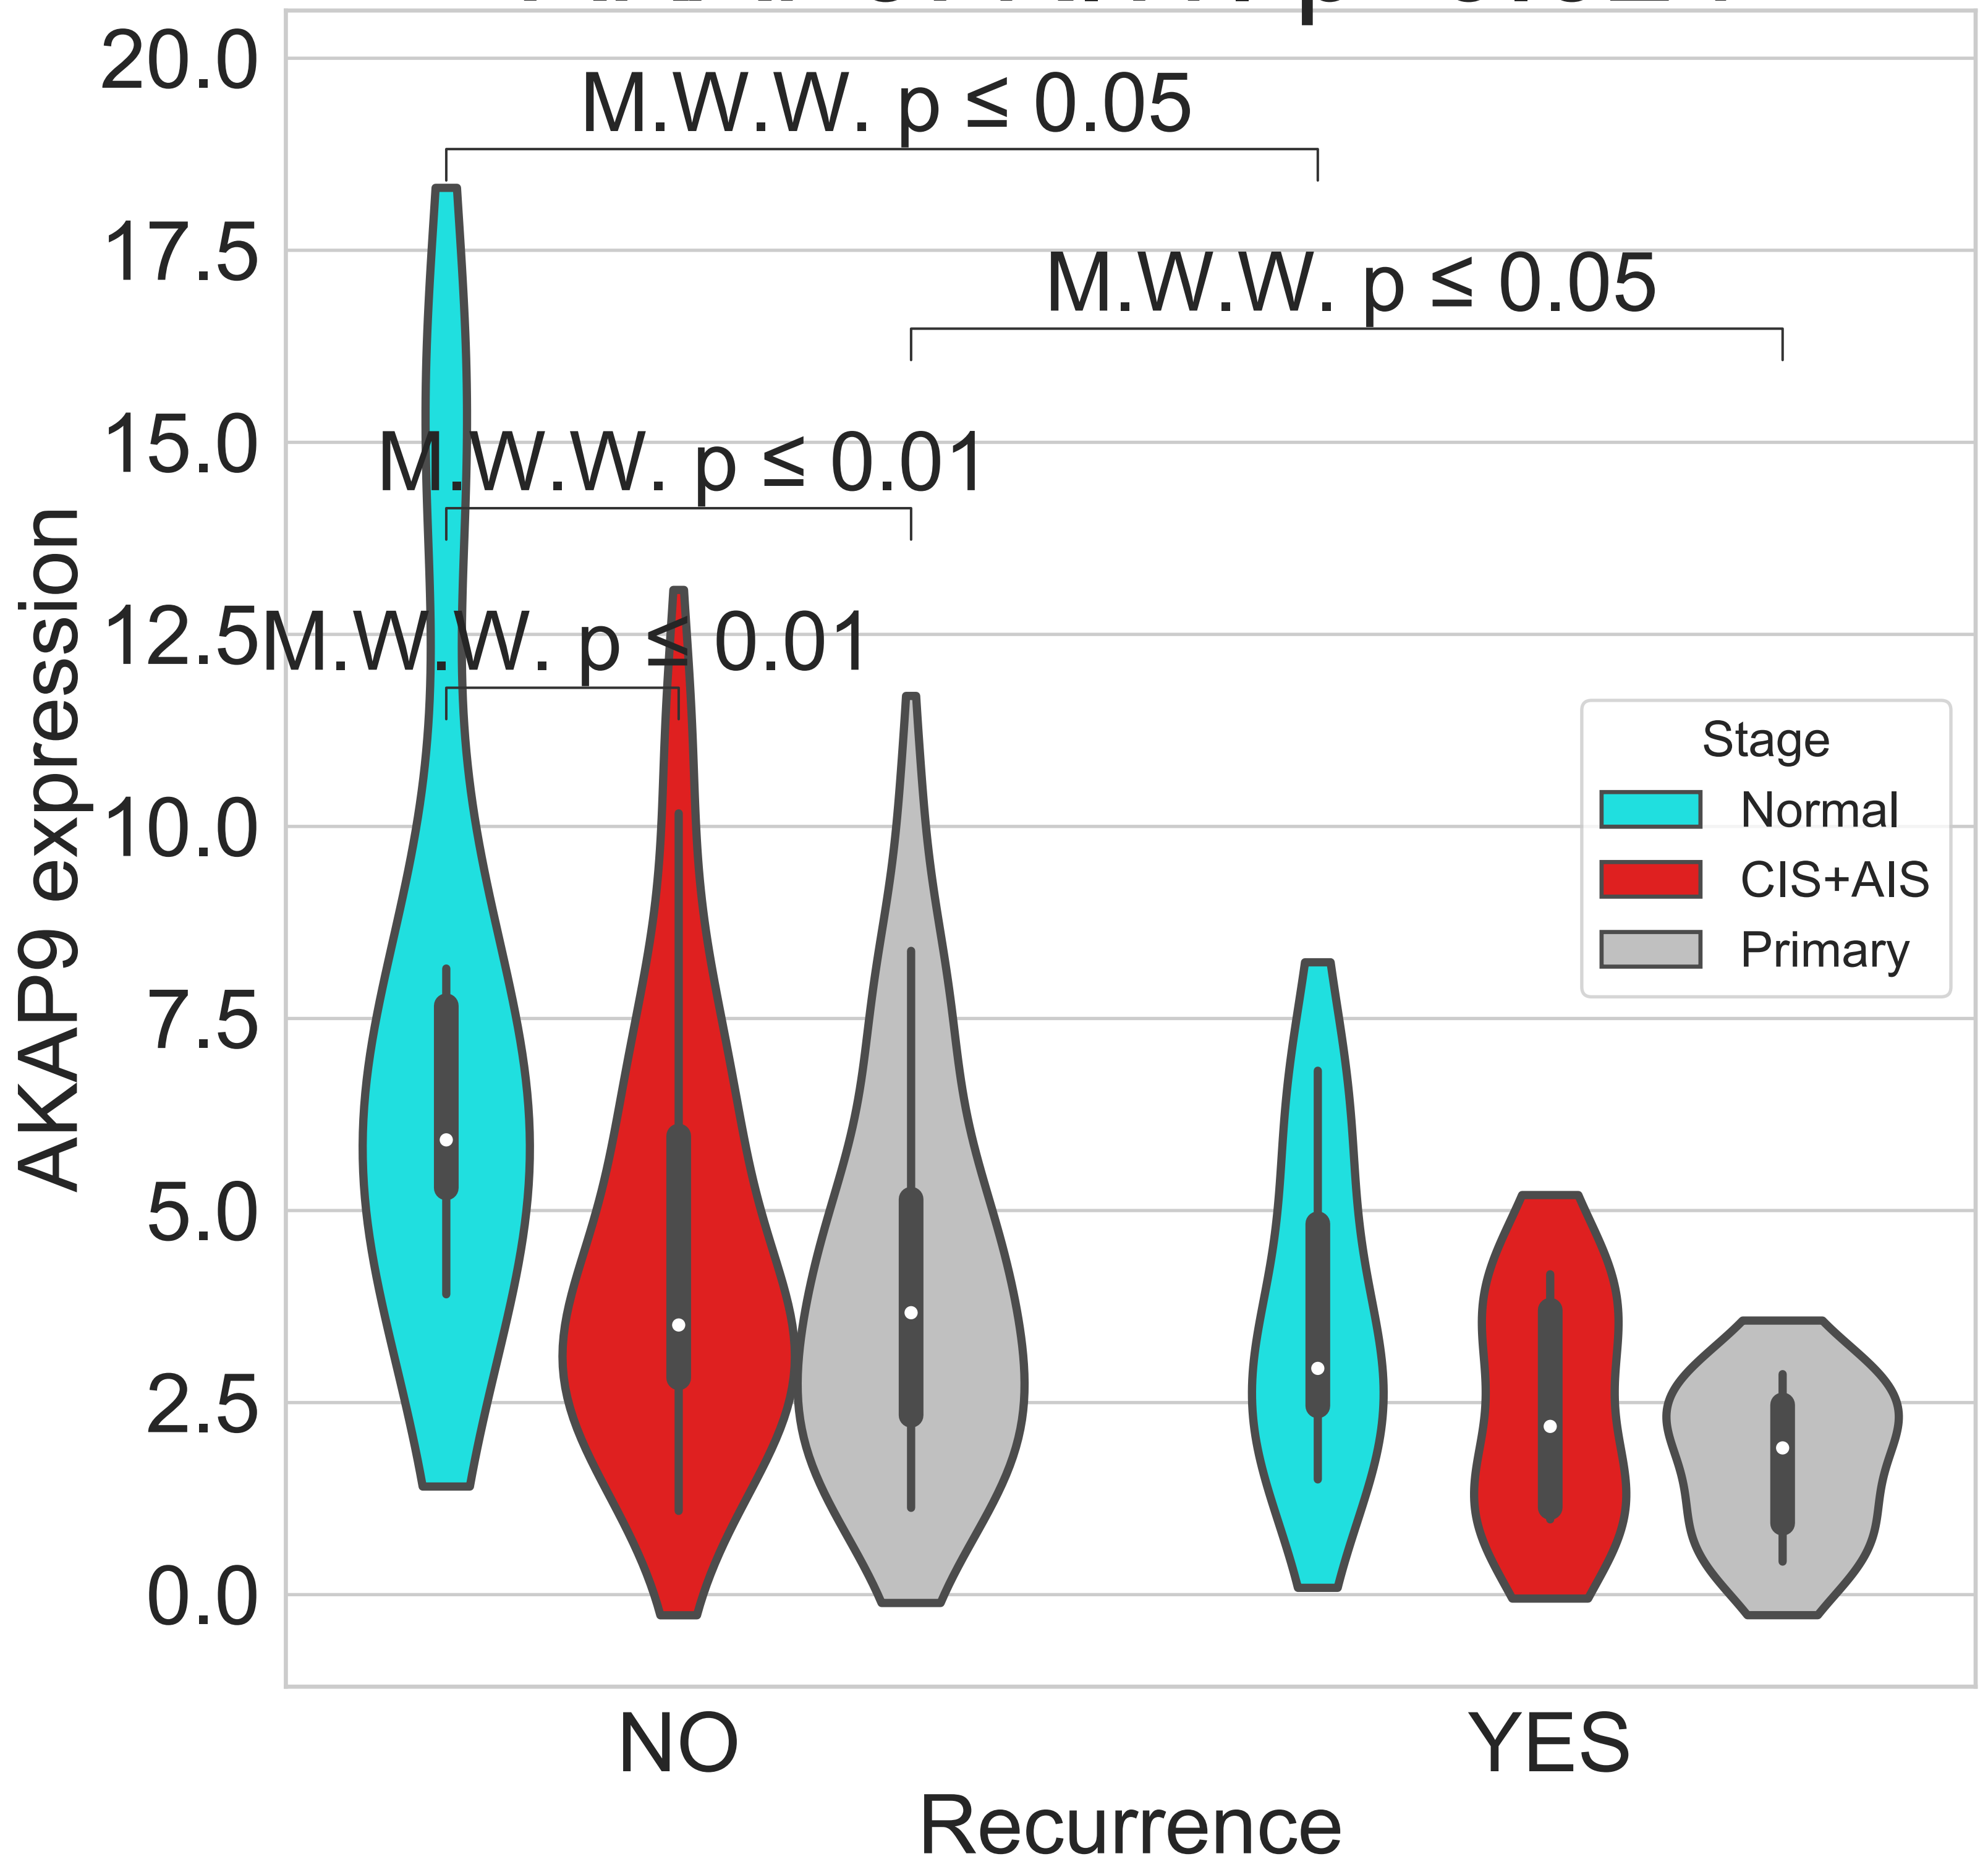 20.0
M.W.W. p ≤ 0.05
17.5
M.W.W. p ≤ 0.05
15.0
M.W.W. p ≤ 0.01
12.5
M.W.W. p ≤ 0.01
10.0
7.5
5.0
2.5
0.0
AKAP9 expression
Stage
Normal
CIS+AIS
Primary
NO
YES
Recurrence